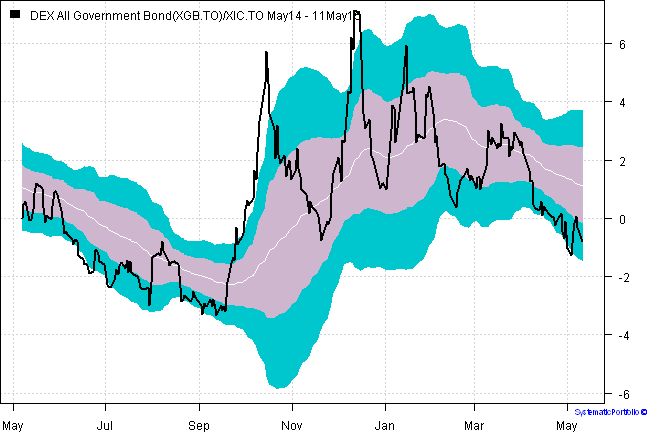 DEX All Government Bond(XGB.TO)/XIC.TO May14 - 11May15
6
4
2
0
-2
-4
-6
May Jul Sep Nov Jan Mar May
SystematicPortfolio ©